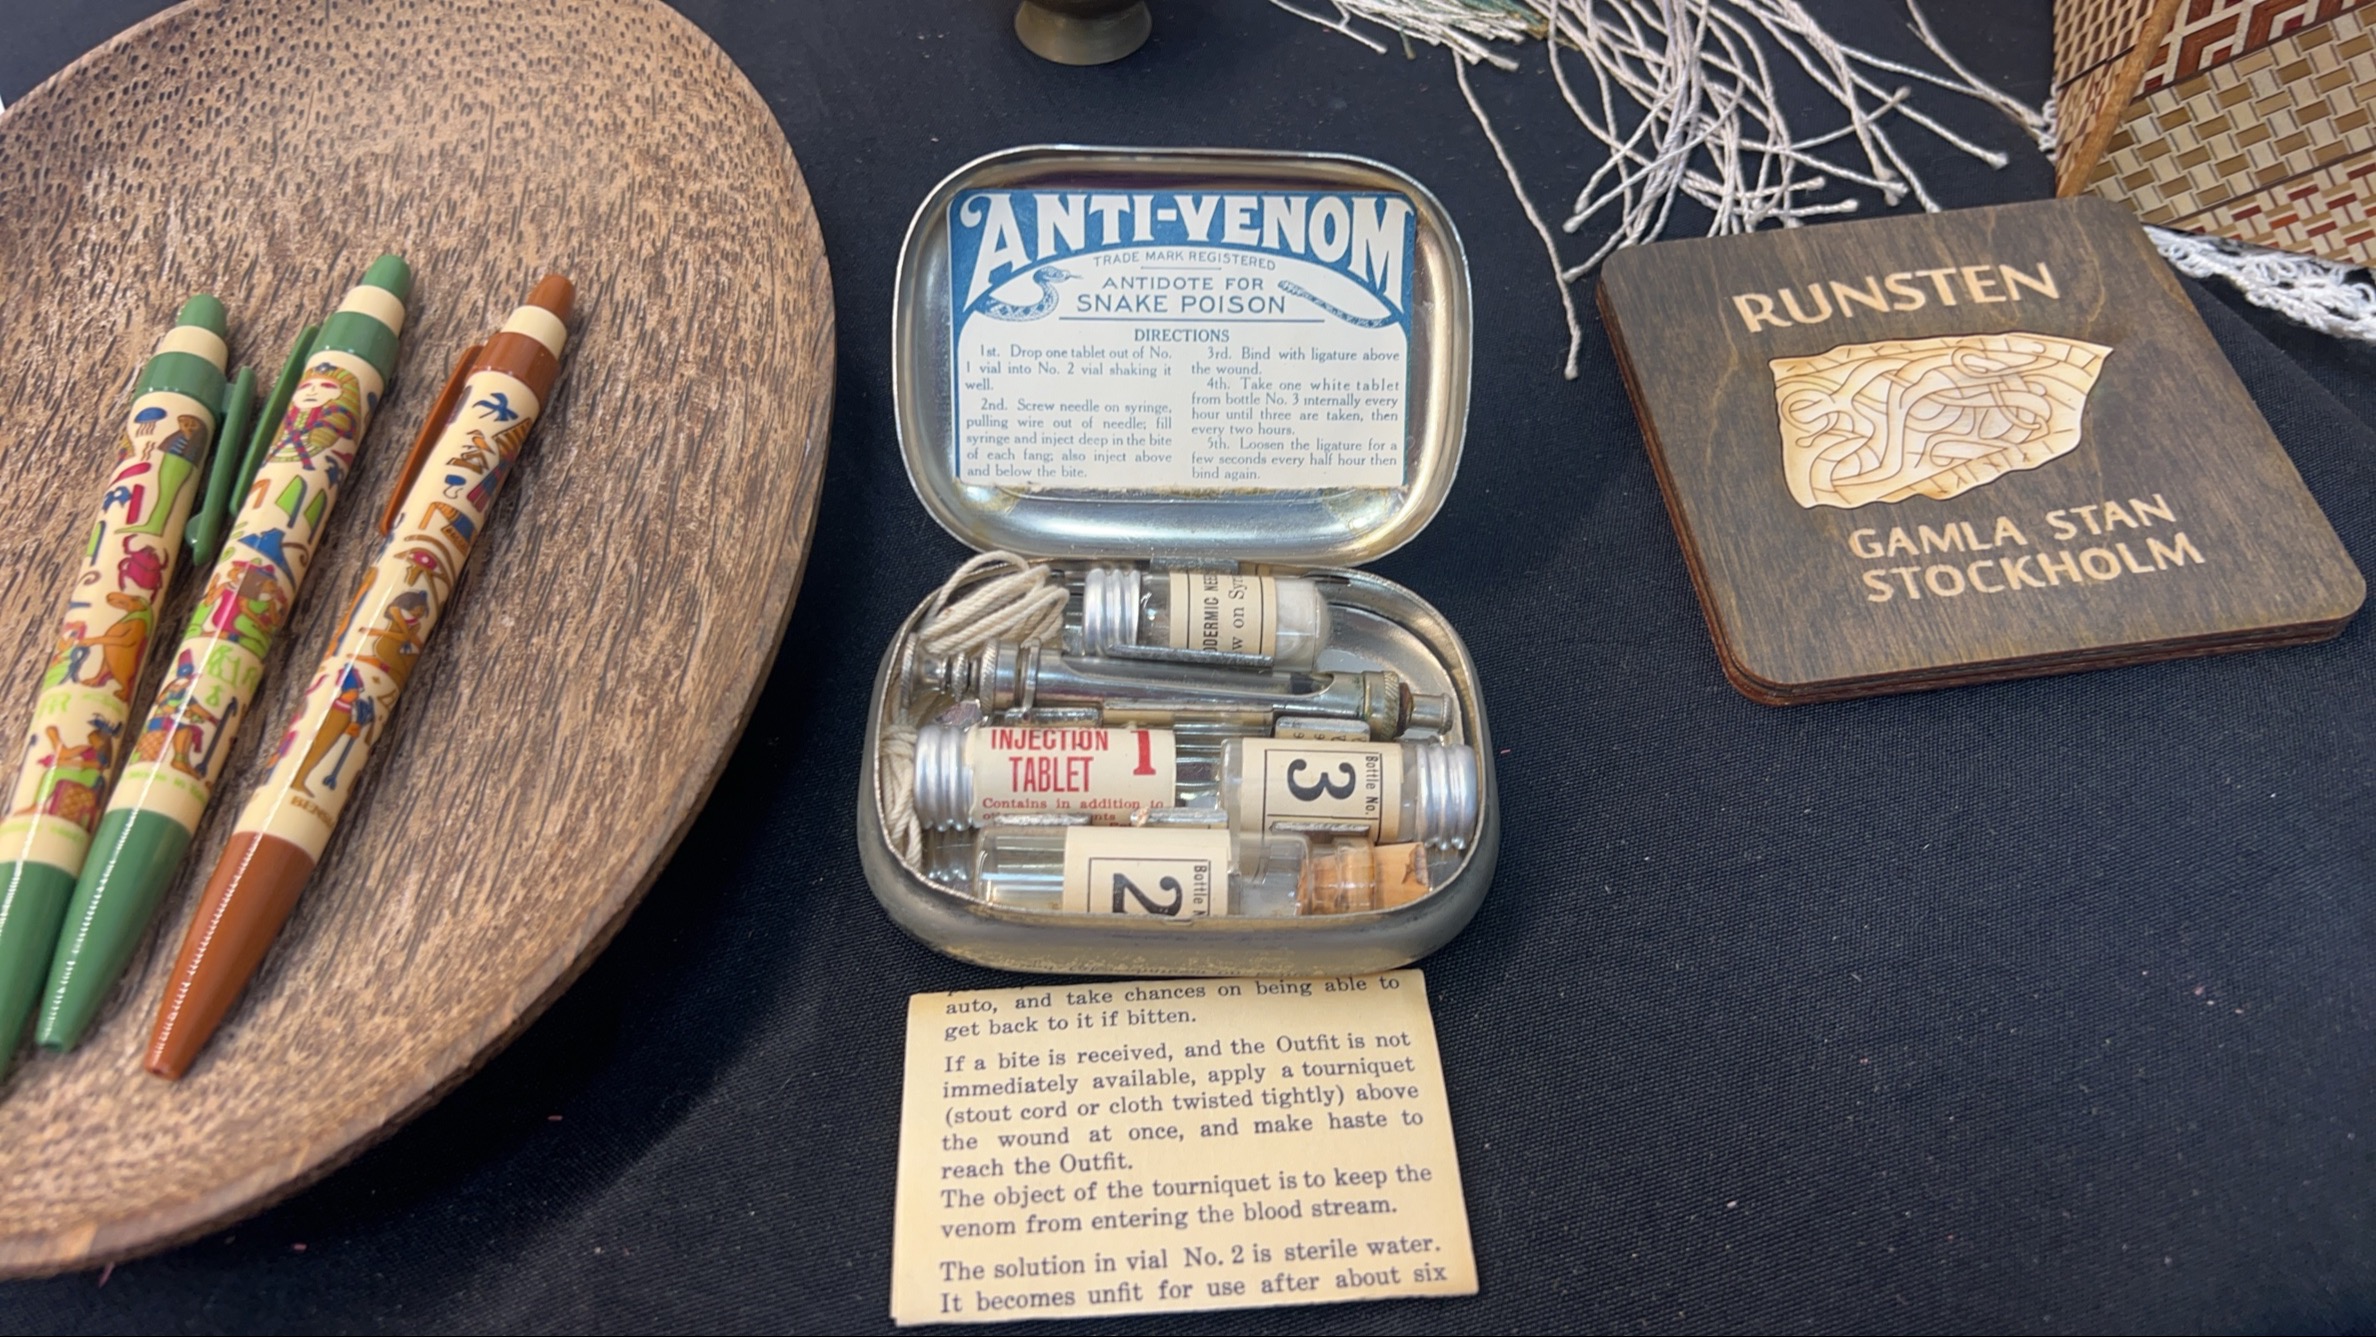 ANTI-VENOM
TRADE MARK REGISTERED
ANTIDOTE FOR
SNAKE POISON
DIRECTIONS
1st. Drop one tablet out of No.
1 vial into No. 2 vial shaking it
well.
2nd. Screw needle on syringe,
pulling wire out of needle; fill
syringe and inject deep in the bite
of each fang; also inject above
and below the bite.
3rd. Bind with ligature above
the wound.
4th. Take one white tablet
from bottle No. 3 internally every
hour until three are taken, then
every two hours.
5th. Loosen the ligature for a
few seconds every half hour then
bind again.
on
INJECTION
TABLET
1
Contains in addition to
Bottle No.
3
Bottle
2
auto, and take chances on being able to
get back to it if bitten.
If a bite is received, and the Outfit is not
immediately available, apply a tourniquet
(stout cord or cloth twisted tightly) above
the wound at once, and make haste to
reach the Outfit.
The object of the tourniquet is to keep the
venom from entering the blood stream.
The solution in vial No. 2 is sterile water.
It becomes unfit for use after about six
RUNSTEN
GAMLA STAN
STOCKHOLM